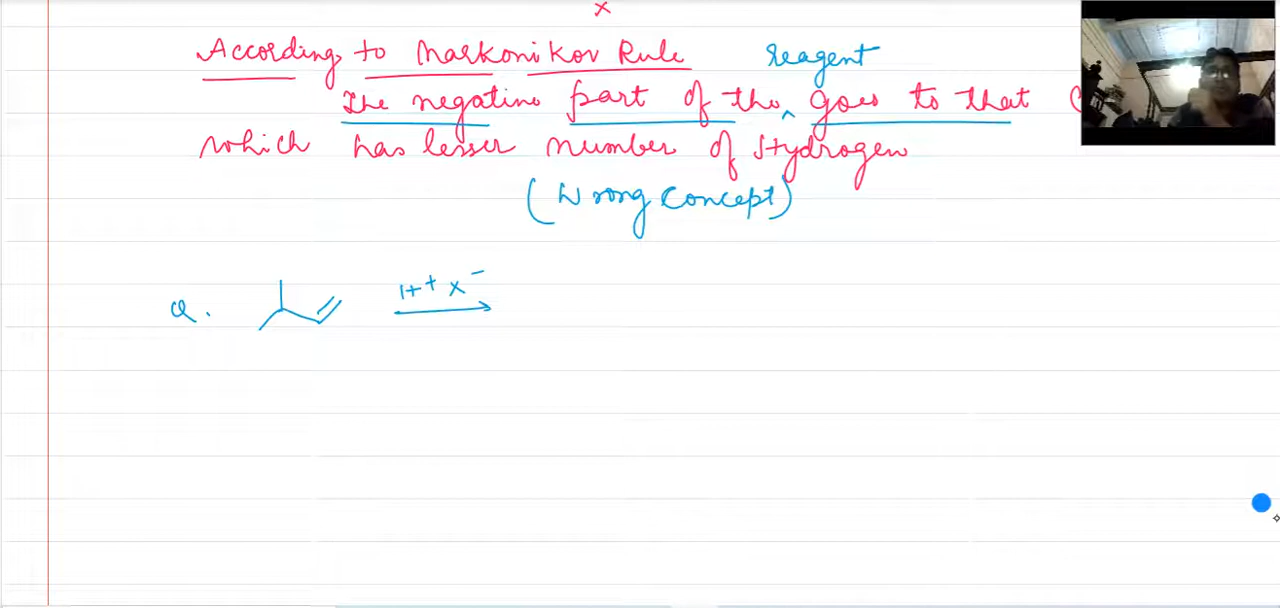 x
According to Markonikov Rule
reagent
The negative part of the ^ goes to that C
which has lesser number of Hydrogen
(Wrong Concept)
Q. H+ X-